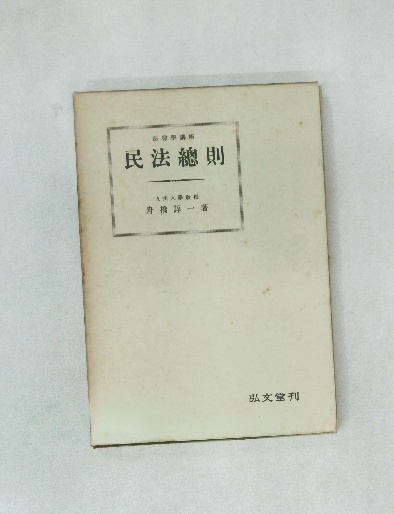 法律學講座
民法總則
九州大學教授
舟橋諄一著
弘文堂刊